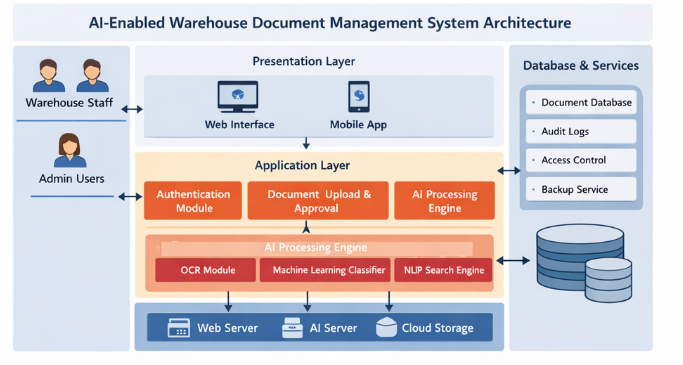 AI-Enabled Warehouse Document Management System Architecture
Warehouse Staff
Admin Users
Presentation Layer
Web Interface
Mobile App
Application Layer
Authentication
Module
Document Upload &
Approval
AI Processing
Engine
AI Processing Engine
OCR Module
Machine Learning Classifier
NLIP Search Engine
Web Server
AI Server
Cloud Storage
Database & Services
• Document Database
• Audit Logs
• Access Control
• Backup Service